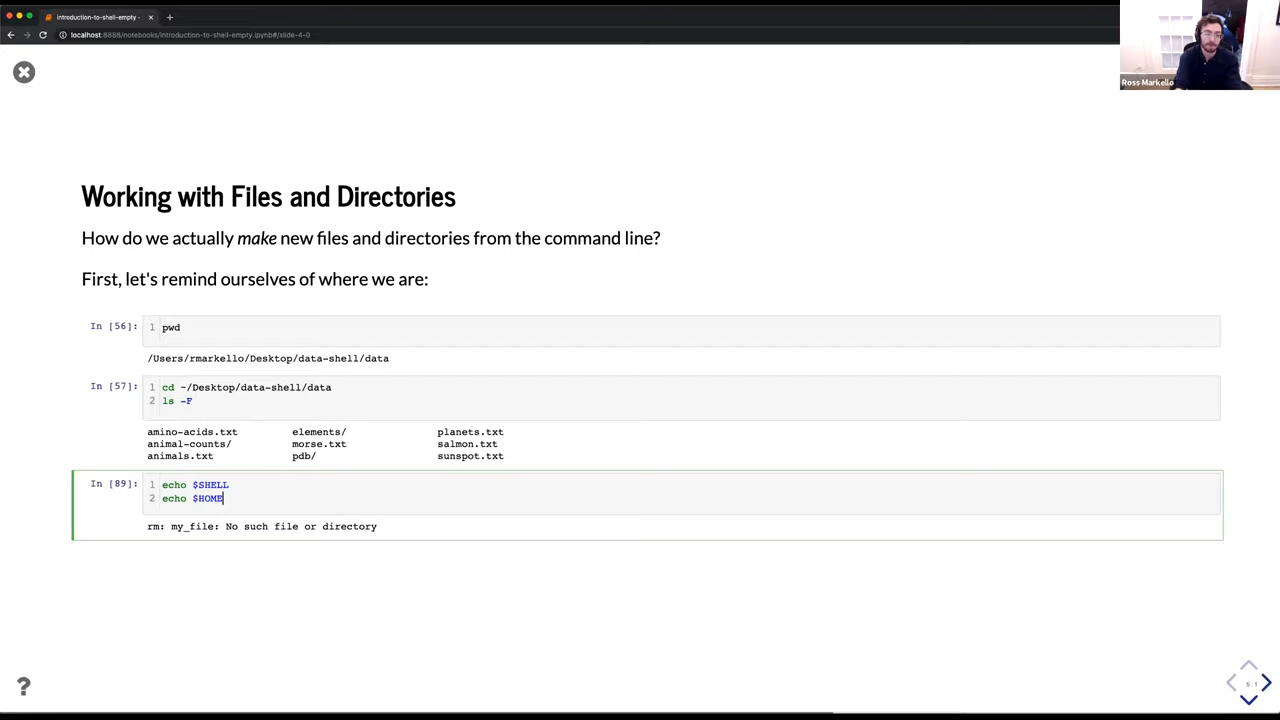 introduction-to-shell-empty -
localhost:8888/notebooks/introduction-to-shell-empty.ipynb#/slide-4-0
Ross Markello
Working with Files and Directories
How do we actually make new files and directories from the command line?
First, let's remind ourselves of where we are:
In [56]: 1 pwd
/Users/rmarkello/Desktop/data-shell/data
In [57]: 1 cd ~/Desktop/data-shell/data
2 ls -F
amino-acids.txt elements/ planets.txt
animal-counts/ morse.txt salmon.txt
animals.txt pdb/ sunspot.txt
In [89]: 1 echo $SHELL
2 echo $HOME
rm: my_file: No such file or directory
?
5.1